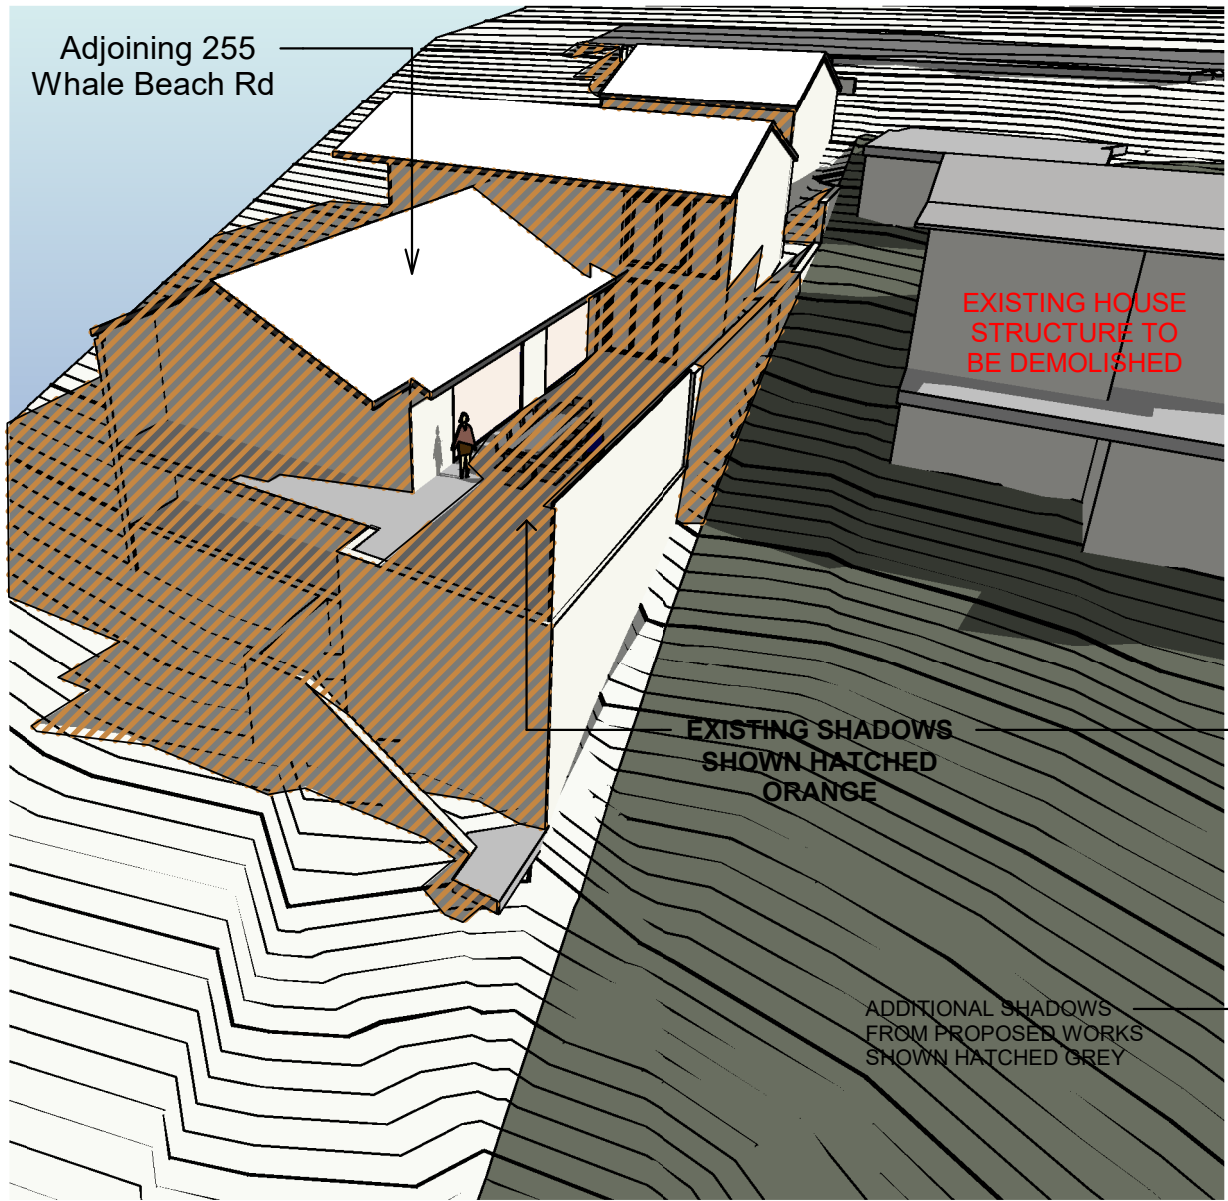 Adjoining 255
Whale Beach Rd
EXISTING HOUSE
STRUCTURE TO
BE DEMOLISHED
EXISTING SHADOWS
SHOWN HATCHED
ORANGE
ADDITIONAL SHADOWS
FROM PROPOSED WORKS
SHOWN HATCHED GREY